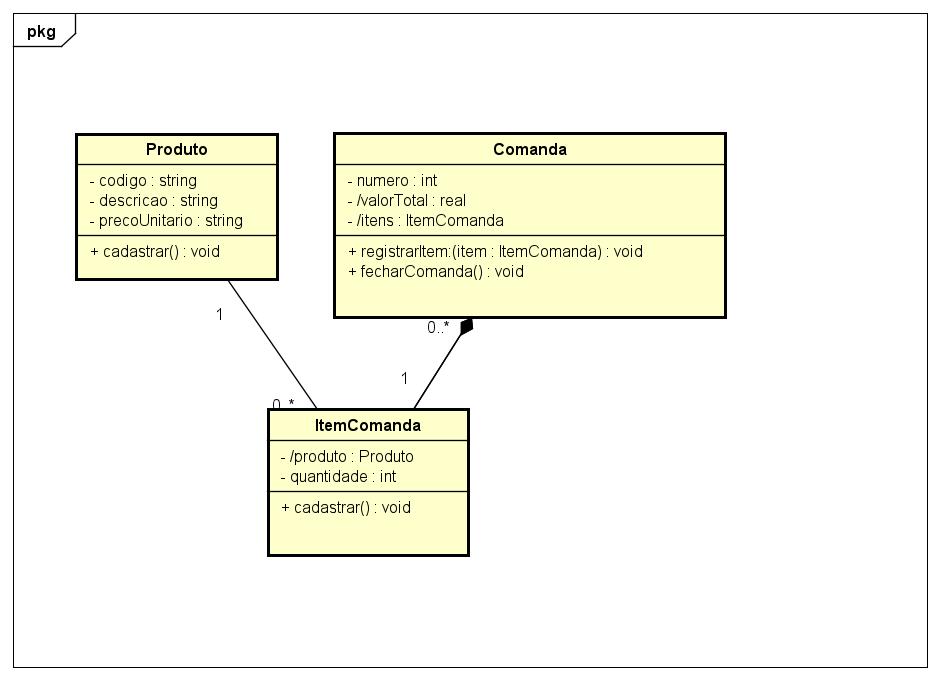 pkg
Produto
- codigo : string
- descricao : string
- precoUnitario : string
+ cadastrar() : void
Comanda
- numero : int
- /valorTotal : real
- /itens : ItemComanda
+ registrarItem:(item : ItemComanda) : void
+ fecharComanda() : void
1
0..*
0..*
1
ItemComanda
- /produto : Produto
- quantidade : int
+ cadastrar() : void